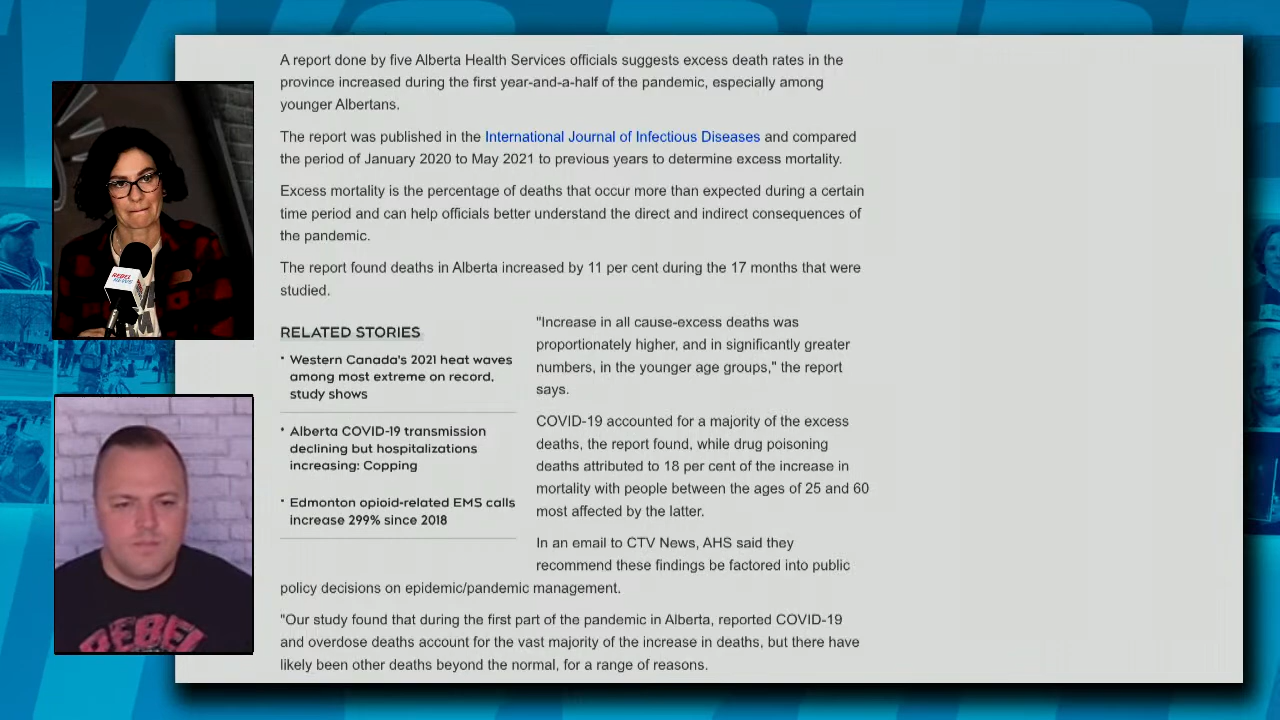 A report done by five Alberta Health Services officials suggests excess death rates in the
province increased during the first year-and-a-half of the pandemic, especially among
younger Albertans.
The report was published in the International Journal of Infectious Diseases and compared
the period of January 2020 to May 2021 to previous years to determine excess mortality.
Excess mortality is the percentage of deaths that occur more than expected during a certain
time period and can help officials better understand the direct and indirect consequences of
the pandemic.
The report found deaths in Alberta increased by 11 per cent during the 17 months that were
studied.
RELATED STORIES
• Western Canada's 2021 heat waves
among most extreme on record,
study shows
• Alberta COVID-19 transmission
declining but hospitalizations
increasing: Copping
• Edmonton opioid-related EMS calls
increase 299% since 2018
"Increase in all cause-excess deaths was
proportionately higher, and in significantly greater
numbers, in the younger age groups," the report
says.
COVID-19 accounted for a majority of the excess
deaths, the report found, while drug poisoning
deaths attributed to 18 per cent of the increase in
mortality with people between the ages of 25 and 60
most affected by the latter.
In an email to CTV News, AHS said they
recommend these findings be factored into public
policy decisions on epidemic/pandemic management.
"Our study found that during the first part of the pandemic in Alberta, reported COVID-19
and overdose deaths account for the vast majority of the increase in deaths, but there have
likely been other deaths beyond the normal, for a range of reasons.
REBEL
NEWS
REBEL